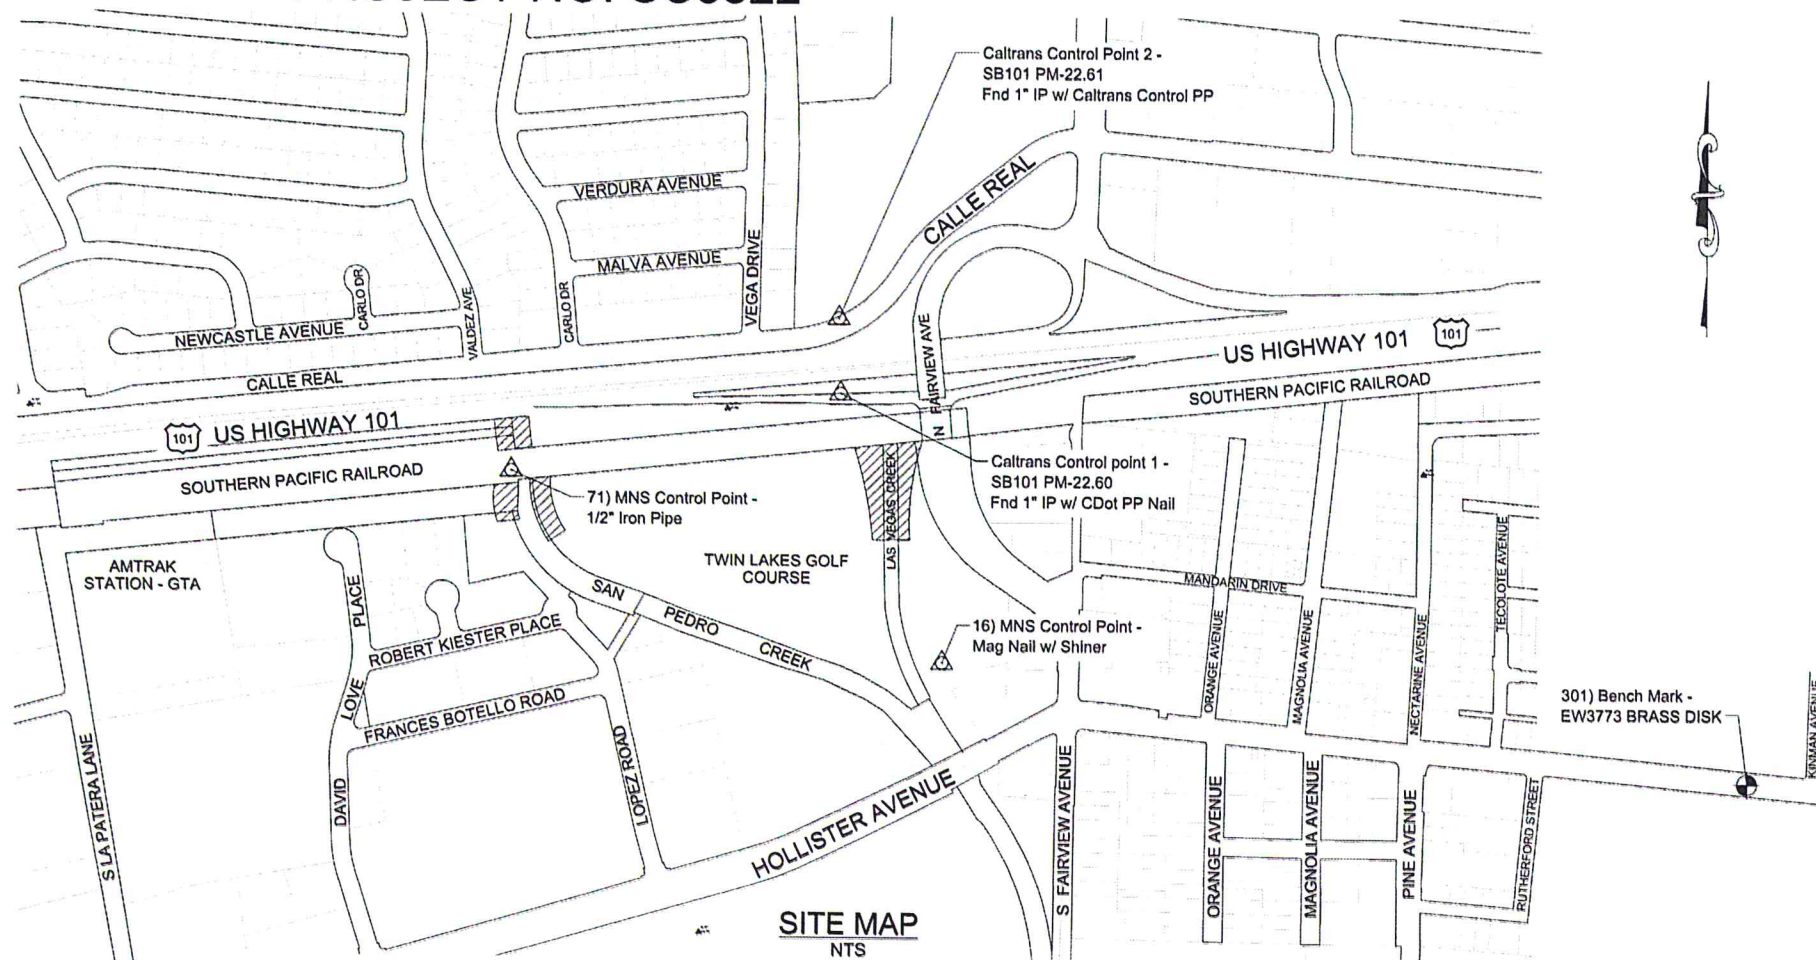 Caltrans Control Point 2 -
SB101 PM-22.61
Fnd 1" IP w/ Caltrans Control PP
VERDURA AVENUE
CALLE REAL
MALVA AVENUE
VEGA DRIVE
CARLO DR
CARLO DR
VALDEZ AVE
NEWCASTLE AVENUE
N FAIRVIEW AVE
US HIGHWAY 101
101
CALLE REAL
SOUTHERN PACIFIC RAILROAD
101
US HIGHWAY 101
SOUTHERN PACIFIC RAILROAD
Caltrans Control point 1 -
SB101 PM-22.60
Fnd 1" IP w/ CDot PP Nail
71) MNS Control Point -
1/2" Iron Pipe
LAS VEGAS CREEK
TWIN LAKES GOLF
COURSE
AMTRAK
STATION - GTA
SAN PEDRO CREEK
MANDARIN DRIVE
TECOLOTE AVENUE
DAVID LOVE PLACE
ROBERT KIESTER PLACE
16) MNS Control Point -
Mag Nail w/ Shiner
ORANGE AVENUE
MAGNOLIA AVENUE
NECTARINE AVENUE
FRANCES BOTELLO ROAD
301) Bench Mark -
EW3773 BRASS DISK
KINMAN AVENUE
S LA PATERA LANE
LOPEZ ROAD
HOLLISTER AVENUE
S FAIRVIEW AVENUE
ORANGE AVENUE
MAGNOLIA AVENUE
PINE AVENUE
RUTHERFORD STREET
SITE MAP
NTS